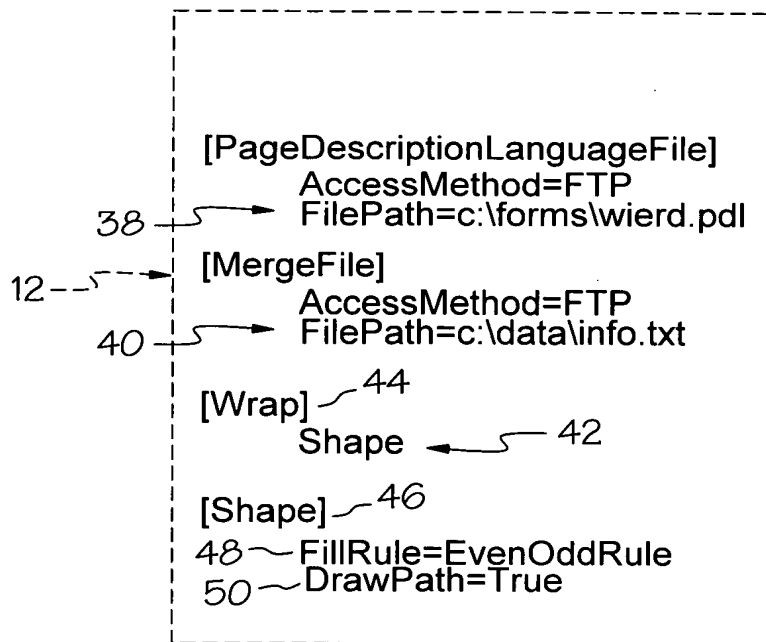 [PageDescriptionLanguageFile]
AccessMethod=FTP
38 FilePath=c:\forms\wierd.pdl
12 [MergeFile]
AccessMethod=FTP
40 FilePath=c:\data\info.txt
[Wrap] 44
Shape 42
[Shape] 46
48 FillRule=EvenOddRule
50 DrawPath=True